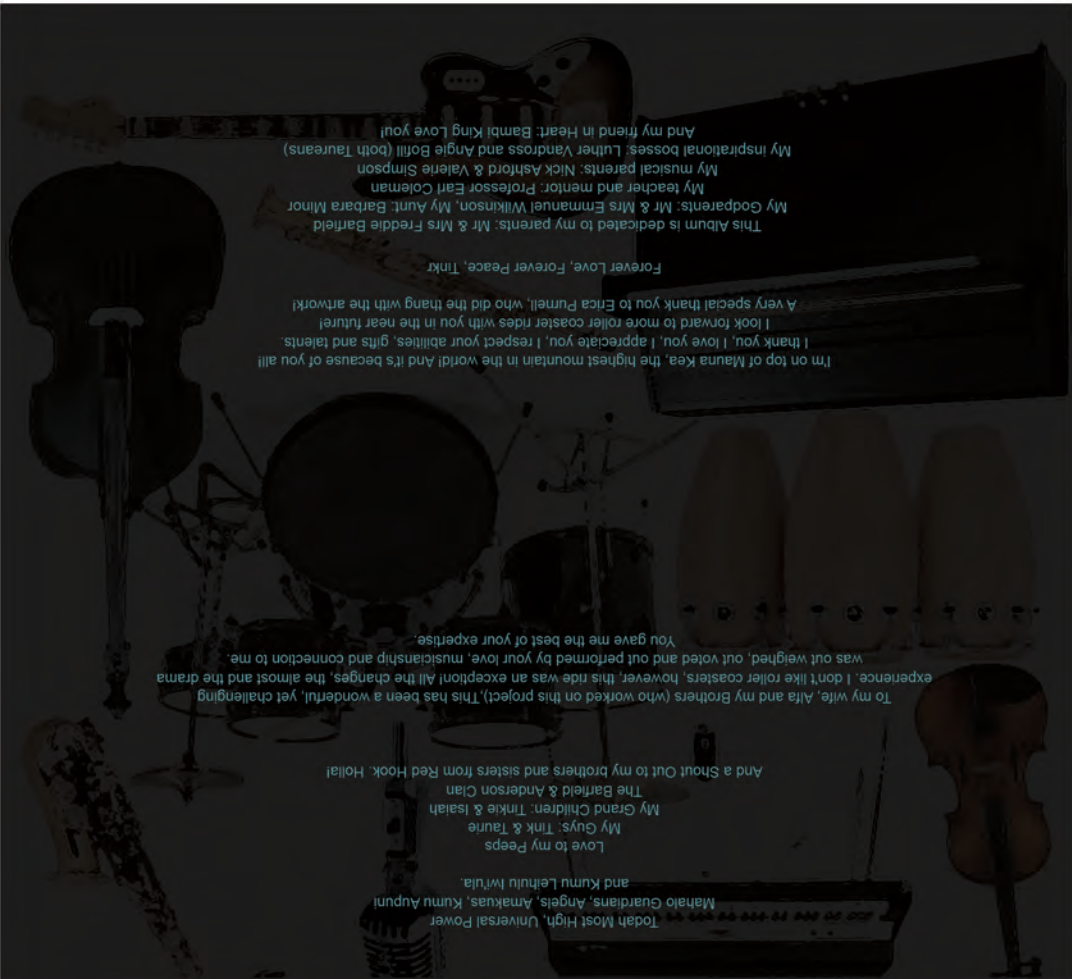 Todah Most High, Universal Power
Mahalo Guardians, Angels, Amakuas, Kumu Aupuni
and Kumu Leihulu Iwi'ula.
Love to my Peeps
My Guys: Tink & Taurie
My Grand Children: Tinkie & Isaiah
The Barfield & Anderson Clan
And a Shout Out to my brothers and sisters from Red Hook. Holla!
To my wife, Alfa and my Brothers (who worked on this project),This has been a wonderful, yet challenging
experience. I don't like roller coasters, however, this ride was an exception! All the changes, the almost and the drama
was out weighed, out voted and out performed by your love, musicianship and connection to me.
You gave me the best of your expertise.
I'm on top of Mauna Kea, the highest mountain in the world! And it's because of you all!
I thank you, I love you, I appreciate you, I respect your abilities, gifts and talents
I look forward to more roller coaster rides with you in the near future!
A very special thank you to Erica Purnell, who did the thang with the artwork!
Forever Love, Forever Peace, Tinkr
This Album is dedicated to my parents: Mr & Mrs Freddie Barfield
My Godparents: Mr & Mrs Emmanuel Wilkinson, My Aunt: Barbara Minor
My teacher and mentor: Professor Earl Coleman
My musical parents: Nick Ashford & Valerie Simpson
My inspirational bosses: Luther Vandross and Angie Bofill (both Taureans)
And my friend in Heart: Bambi King Love you!